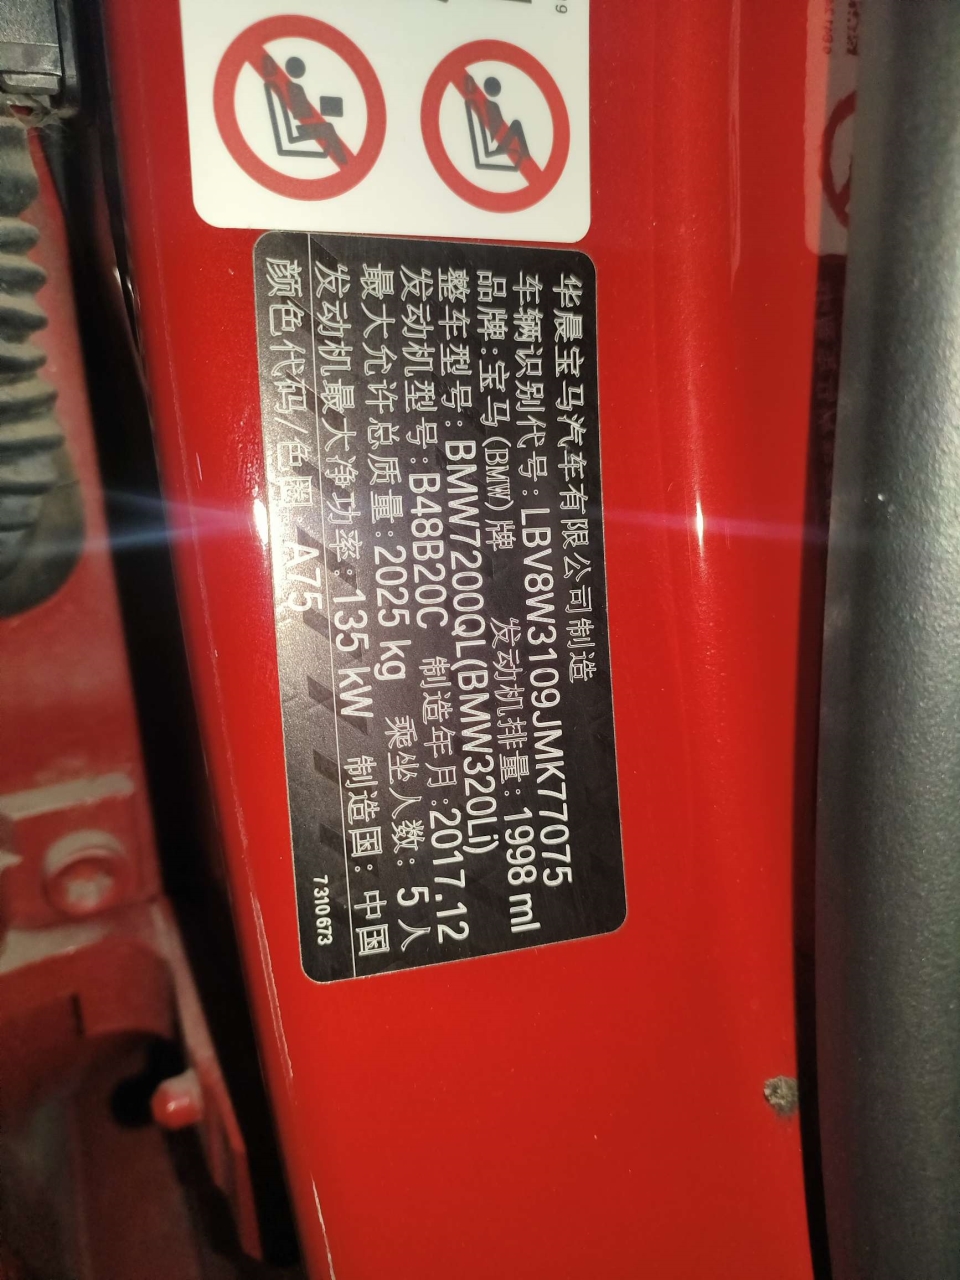 华晨宝马汽车有限公司制造
车辆识别代号:LBV8W3109JMK77075
品牌:宝马(BMW)牌 发动机排量:1998 ml
整车型号:BMW7200QL(BMW320Li)
发动机型号:B48B20C 制造年月:2017.12
最大允许总质量:2025 kg 乘坐人数:5人
发动机最大净功率:135 kW 制造国:中国
颜色代码/色号 A75
7310673